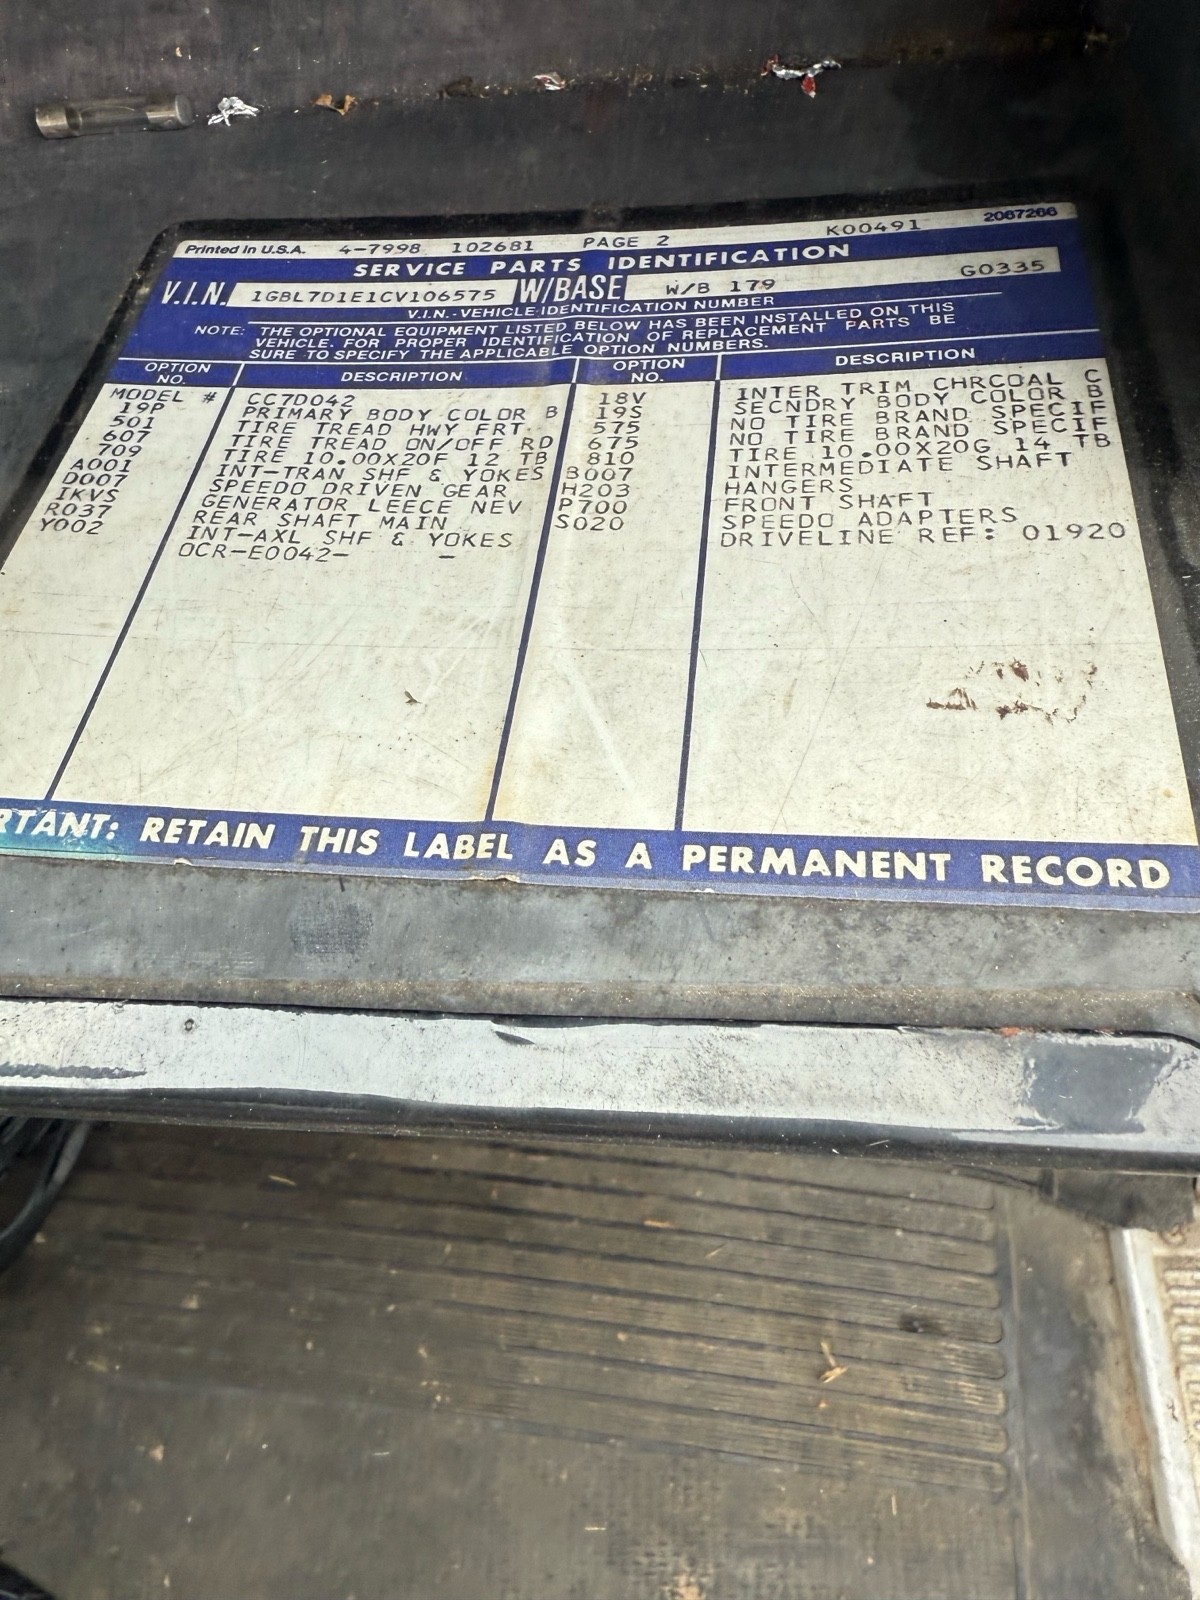 Printed in U.S.A. 4-7998 102681 PAGE 2 K00491 2087266
SERVICE PARTS IDENTIFICATION
V.I.N. 1GBL7D1E1CV106575 W/BASE W/B 179 G0335
V.I.N.-VEHICLE IDENTIFICATION NUMBER
NOTE: THE OPTIONAL EQUIPMENT LISTED BELOW HAS BEEN INSTALLED ON THIS
VEHICLE. FOR PROPER IDENTIFICATION OF REPLACEMENT PARTS BE
SURE TO SPECIFY THE APPLICABLE OPTION NUMBERS.
OPTION NO. DESCRIPTION OPTION NO. DESCRIPTION
MODEL # CC7D042 18V INTER TRIM CHRCOAL C
19P PRIMARY BODY COLOR B 19S SECNDRY BODY COLOR B
501 TIRE TREAD HWY FRT 575 NO TIRE BRAND SPECIF
607 TIRE TREAD ON/OFF RD 675 NO TIRE BRAND SPECIF
709 TIRE 10.00X20F 12 TB 810 TIRE 10.00X20G 14 TB
A001 INT-TRAN SHF & YOKES B007 INTERMEDIATE SHAFT
D007 SPEEDO DRIVEN GEAR H203 HANGERS
IKVS GENERATOR LEECE NEV P700 FRONT SHAFT
R037 REAR SHAFT MAIN S020 SPEEDO ADAPTERS
Y002 INT-AXL SHF & YOKES DRIVELINE REF: 01920
OCR-E0042- -
RTANT: RETAIN THIS LABEL AS A PERMANENT RECORD